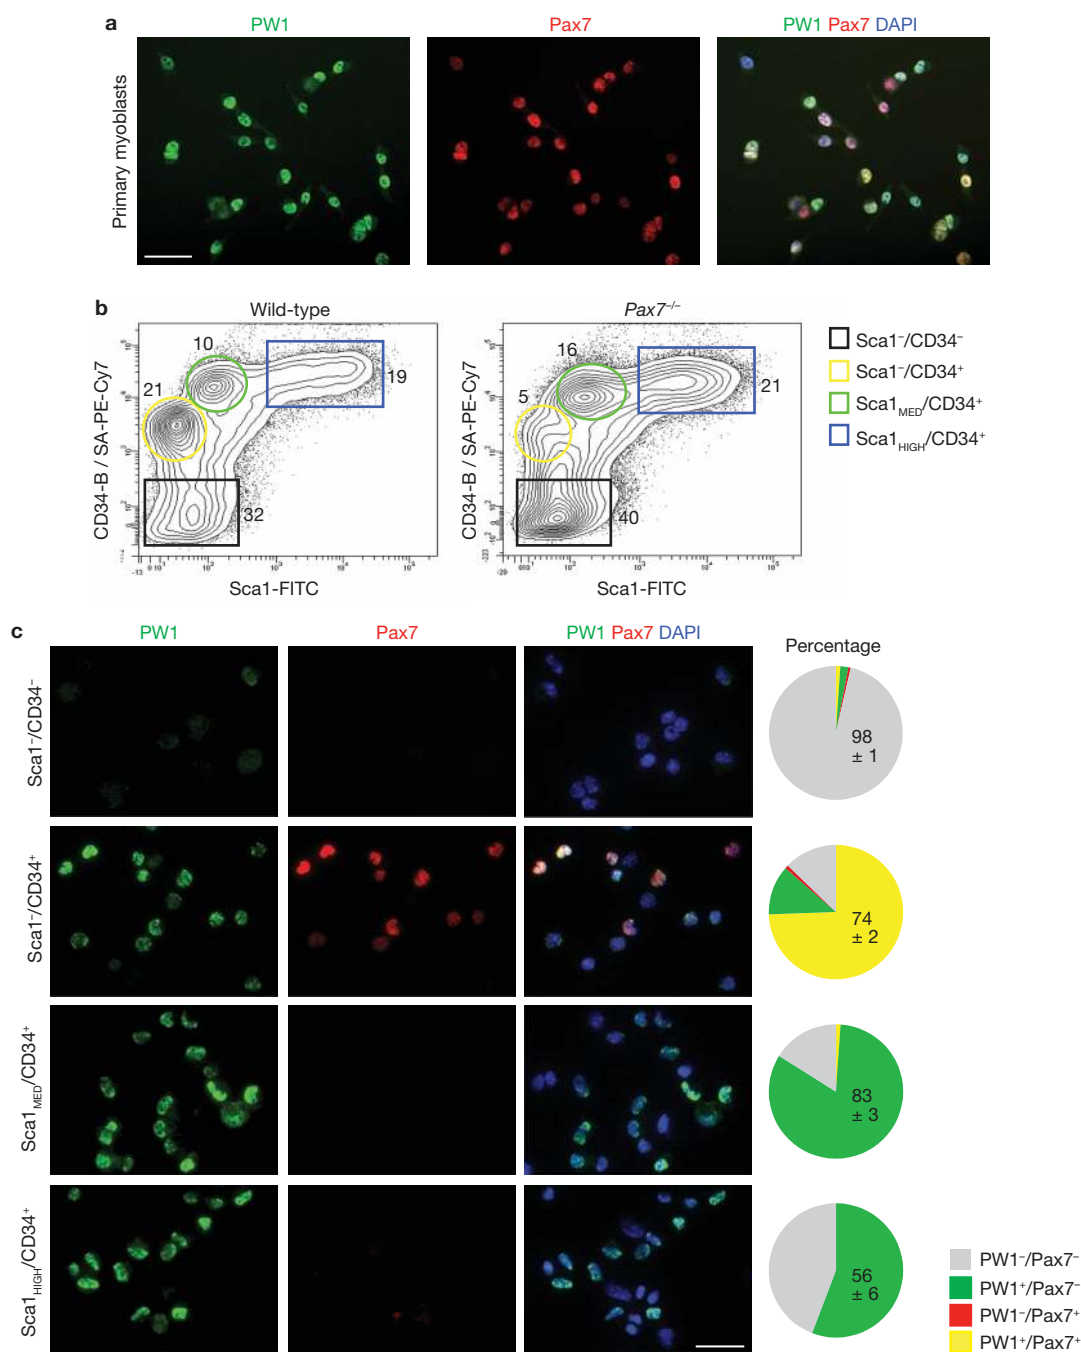 a
PW1
Pax7
PW1 Pax7 DAPI
Primary myoblasts
b
Wild-type
Pax7⁻/⁻
CD34-B / SA-PE-Cy7
10
21
19
32
Sca1-FITC
CD34-B / SA-PE-Cy7
16
5
21
40
Sca1-FITC
Sca1⁻/CD34⁻
Sca1⁻/CD34⁺
Sca1MED/CD34⁺
Sca1HIGH/CD34⁺
c
PW1
Pax7
PW1 Pax7 DAPI
Percentage
Sca1⁻/CD34⁻
98
± 1
Sca1⁻/CD34⁺
74
± 2
Sca1MED/CD34⁺
83
± 3
Sca1HIGH/CD34⁺
56
± 6
PW1⁻/Pax7⁻
PW1⁺/Pax7⁻
PW1⁻/Pax7⁺
PW1⁺/Pax7⁺